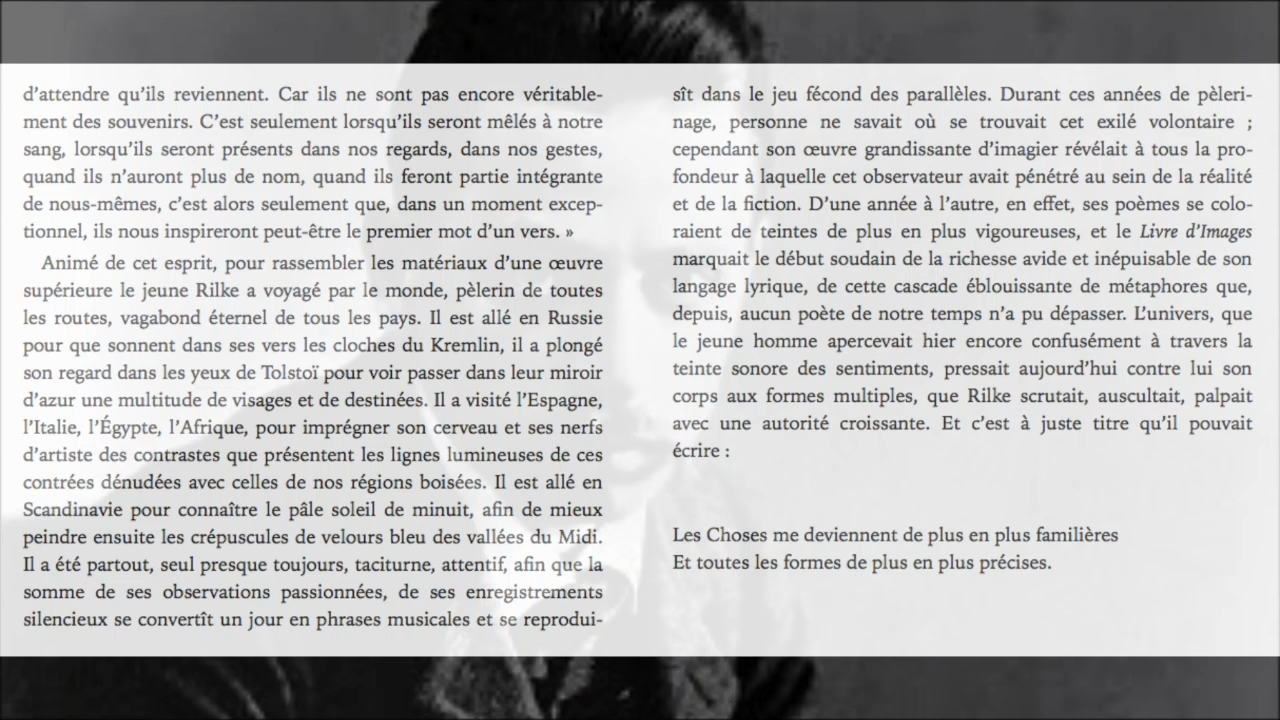 d’attendre qu’ils reviennent. Car ils ne sont pas encore véritable-
ment des souvenirs. C’est seulement lorsqu’ils seront mêlés à notre
sang, lorsqu’ils seront présents dans nos regards, dans nos gestes,
quand ils n’auront plus de nom, quand ils feront partie intégrante
de nous-mêmes, c’est alors seulement que, dans un moment excep-
tionnel, ils nous inspireront peut-être le premier mot d’un vers. »
Animé de cet esprit, pour rassembler les matériaux d’une œuvre
supérieure le jeune Rilke a voyagé par le monde, pèlerin de toutes
les routes, vagabond éternel de tous les pays. Il est allé en Russie
pour que sonnent dans ses vers les cloches du Kremlin, il a plongé
son regard dans les yeux de Tolstoï pour voir passer dans leur miroir
d’azur une multitude de visages et de destinées. Il a visité l’Espagne,
l’Italie, l’Égypte, l’Afrique, pour imprégner son cerveau et ses nerfs
d’artiste des contrastes que présentent les lignes lumineuses de ces
contrées dénudées avec celles de nos régions boisées. Il est allé en
Scandinavie pour connaître le pâle soleil de minuit, afin de mieux
peindre ensuite les crépuscules de velours bleu des vallées du Midi.
Il a été partout, seul presque toujours, taciturne, attentif, afin que la
somme de ses observations passionnées, de ses enregistrements
silencieux se convertît un jour en phrases musicales et se reprodui-
sît dans le jeu fécond des parallèles. Durant ces années de pèleri-
nage, personne ne savait où se trouvait cet exilé volontaire ;
cependant son œuvre grandissante d’imagier révélait à tous la pro-
fondeur à laquelle cet observateur avait pénétré au sein de la réalité
et de la fiction. D’une année à l’autre, en effet, ses poèmes se colo-
raient de teintes de plus en plus vigoureuses, et le Livre d’Images
marquait le début soudain de la richesse avide et inépuisable de son
langage lyrique, de cette cascade éblouissante de métaphores que,
depuis, aucun poète de notre temps n’a pu dépasser. L’univers, que
le jeune homme apercevait hier encore confusément à travers la
teinte sonore des sentiments, pressait aujourd’hui contre lui son
corps aux formes multiples, que Rilke scrutait, auscultait, palpait
avec une autorité croissante. Et c’est à juste titre qu’il pouvait
écrire :
Les Choses me deviennent de plus en plus familières
Et toutes les formes de plus en plus précises.